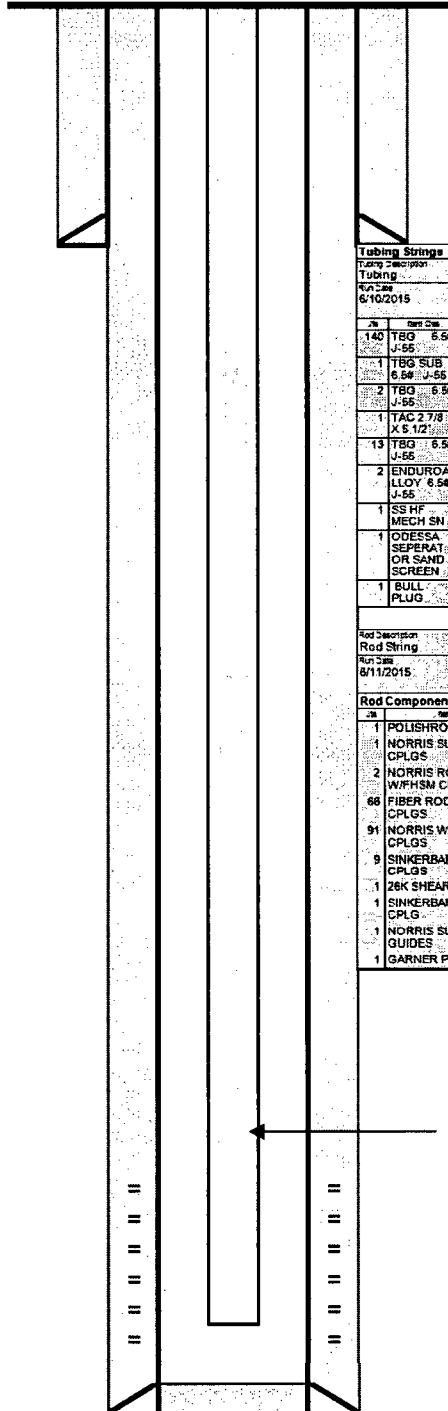 Tubing Strings
Tubing Description
Tubing
Run Date
6/10/2015
Jts
140 TBG 6.5#
J-55
1 TBG SUB
6.5# J-55
2 TBG 6.5#
J-55
1 TAC 2 7/8
X 5 1/2"
13 TBG 6.5#
J-55
2 ENDUROA
LLOY 6.5#
J-55
1 SS HF
MECH SN
1 ODESSA
SEPERAT
OR SAND
SCREEN
1 BULL
PLUG
Rod Description
Rod String
Run Date
6/11/2015
Rod Componen
Jts
1 POLISHRO
1 NORRIS SU
CPLGS
2 NORRIS RO
W/FHSM C
66 FIBER ROD
CPLGS
91 NORRIS W/
CPLGS
9 SINKERBAR
CPLGS
1 26K SHEAR
1 SINKERBAR
CPLG
1 NORRIS SU
GUIDES
1 GARNER P